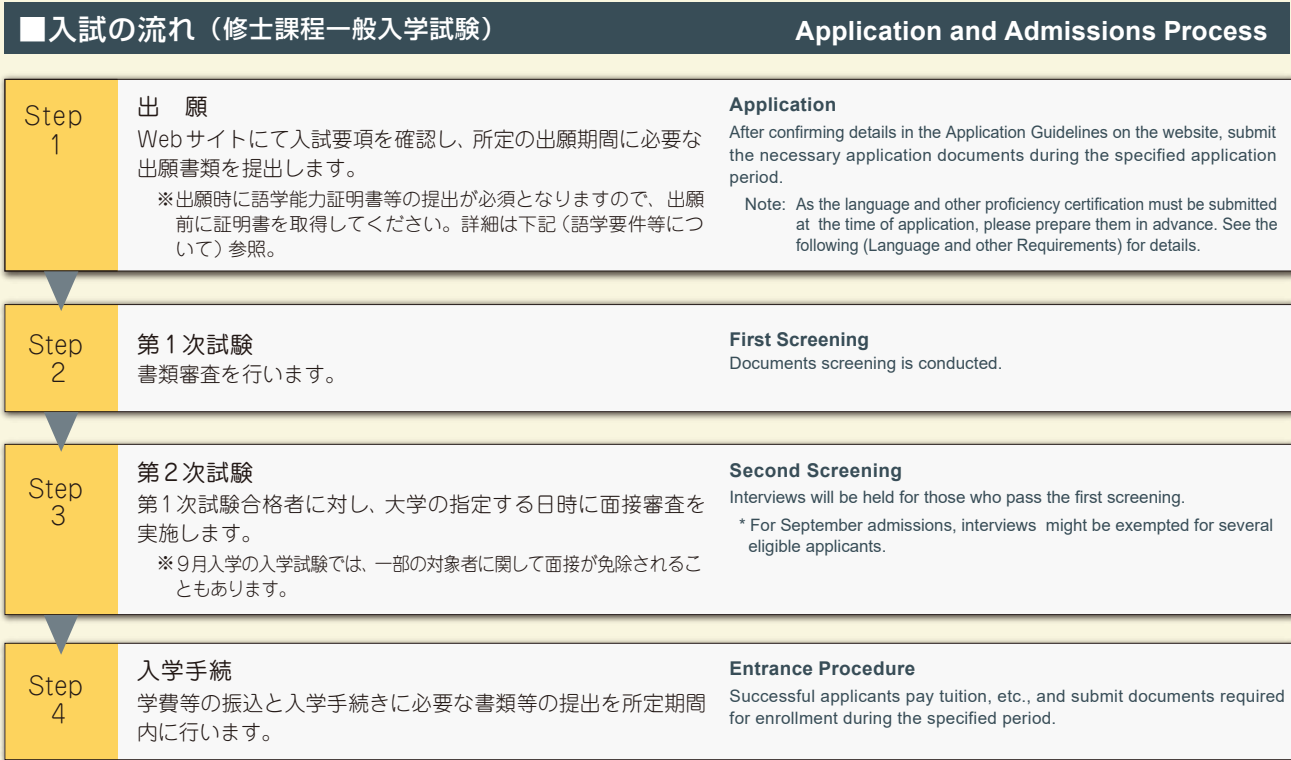 ■入試の流れ（修士課程一般入学試験）
Application and Admissions Process
Step
1
出　願
Webサイトにて入試要項を確認し、所定の出願期間に必要な
出願書類を提出します。
※出願時に語学能力証明書等の提出が必須となりますので、出願
前に証明書を取得してください。詳細は下記（語学要件等につ
いて）参照。
Application
After confirming details in the Application Guidelines on the website, submit
the necessary application documents during the specified application
period.
Note: As the language and other proficiency certification must be submitted
at the time of application, please prepare them in advance. See the
following (Language and other Requirements) for details.
Step
2
第1次試験
書類審査を行います。
First Screening
Documents screening is conducted.
Step
3
第2次試験
第1次試験合格者に対し、大学の指定する日時に面接審査を
実施します。
※9月入学の入学試験では、一部の対象者に関して面接が免除されるこ
ともあります。
Second Screening
Interviews will be held for those who pass the first screening.
* For September admissions, interviews might be exempted for several
eligible applicants.
Step
4
入学手続
学費等の振込と入学手続きに必要な書類等の提出を所定期間
内に行います。
Entrance Procedure
Successful applicants pay tuition, etc., and submit documents required
for enrollment during the specified period.